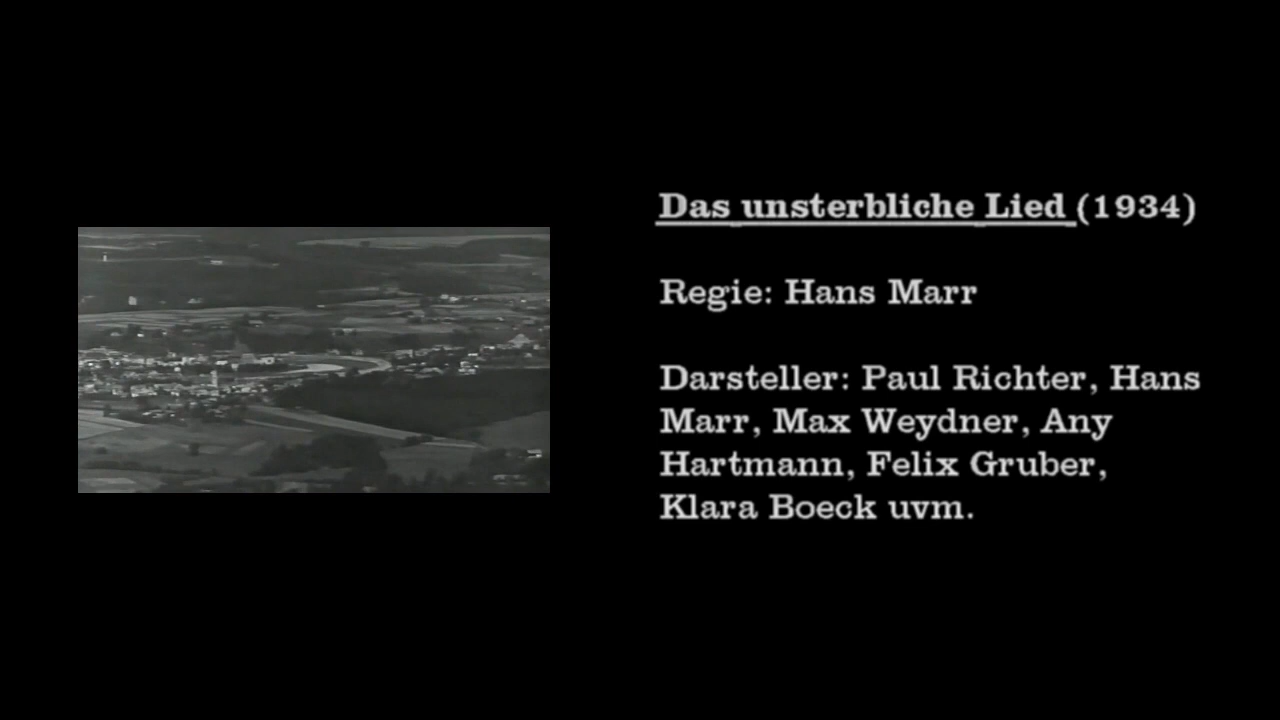 Das unsterbliche Lied (1934)
Regie: Hans Marr
Darsteller: Paul Richter, Hans
Marr, Max Weydner, Any
Hartmann, Felix Gruber,
Klara Boeck uvm.